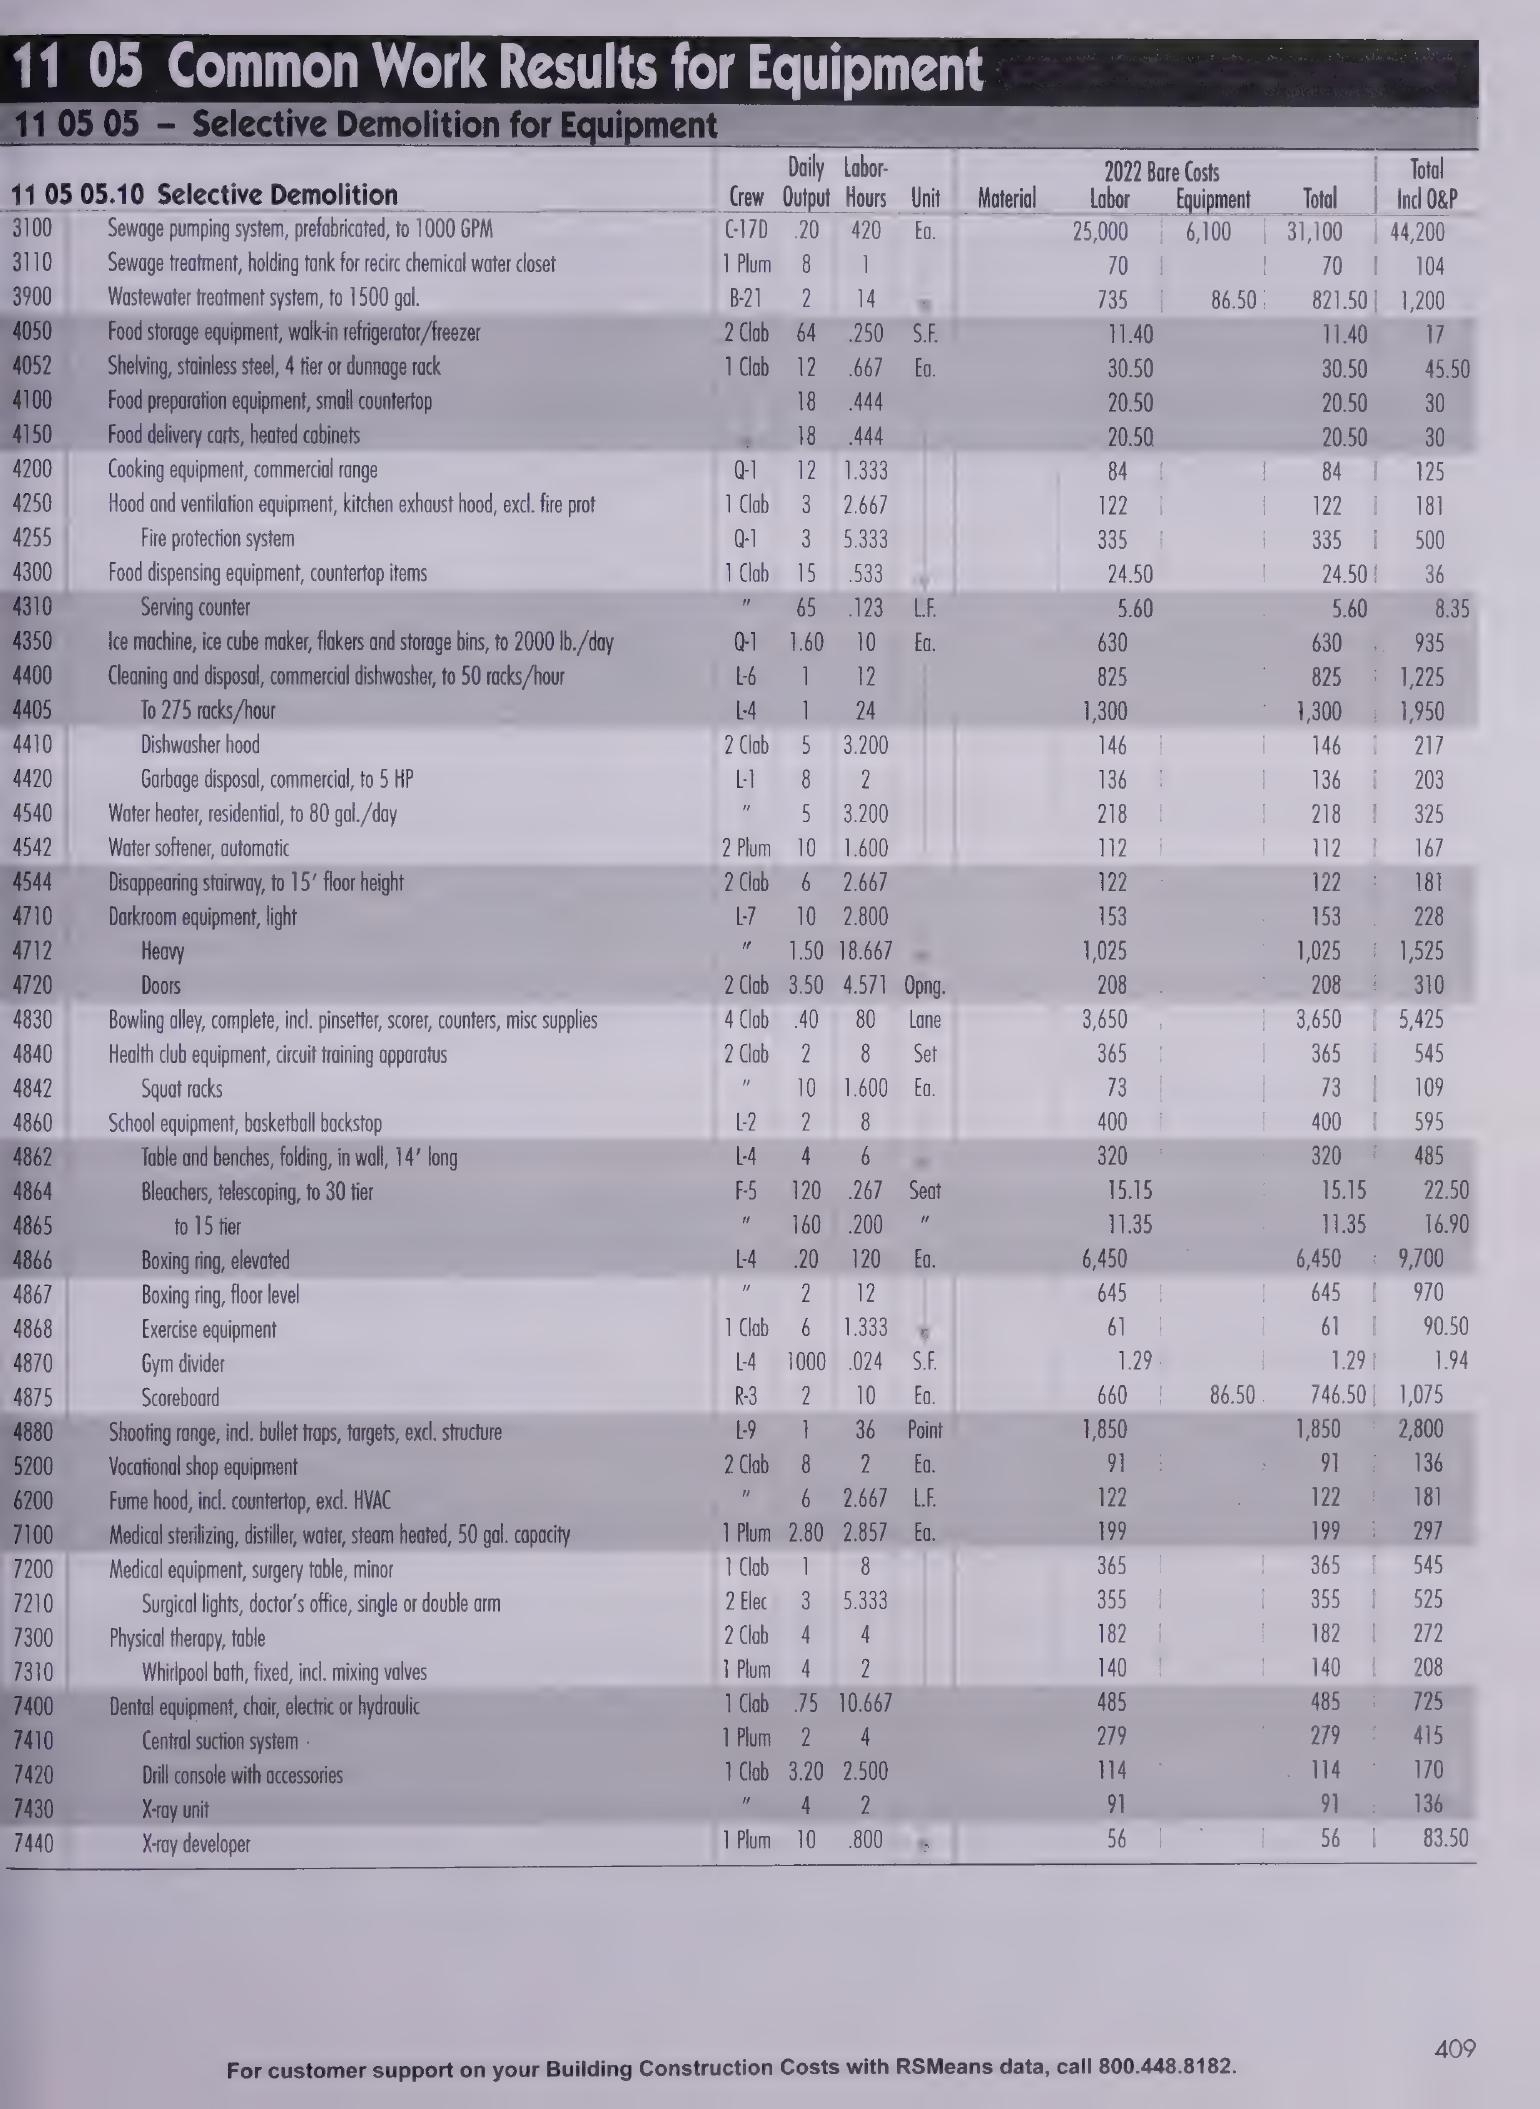 11 05 Common Work Results for Equipment
11 05 05 – Selective Demolition for Equipment
Daily Labor- 2022 Bare Costs Total
11 05 05.10 Selective Demolition Crew Output Hours Unit Material Labor Equipment Total Incl O&P
3100 Sewage pumping system, prefabricated, to 1000 GPM C-17D .20 420 Ea. 25,000 6,100 31,100 44,200
3110 Sewage treatment, holding tank for recirc chemical water closet 1 Plum 8 1 70 70 104
3900 Wastewater treatment system, to 1500 gal. B-21 2 14 735 86.50 821.50 1,200
4050 Food storage equipment, walk-in refrigerator/freezer 2 Clab 64 .250 S.F. 11.40 11.40 17
4052 Shelving, stainless steel, 4 tier or dunnage rack 1 Clab 12 .667 Ea. 30.50 30.50 45.50
4100 Food preparation equipment, small countertop 18 .444 20.50 20.50 30
4150 Food delivery carts, heated cabinets 18 .444 20.50 20.50 30
4200 Cooking equipment, commercial range Q-1 12 1.333 84 84 125
4250 Hood and ventilation equipment, kitchen exhaust hood, excl. fire prot 1 Clab 3 2.667 122 122 181
4255 Fire protection system Q-1 3 5.333 335 335 500
4300 Food dispensing equipment, countertop items 1 Clab 15 .533 24.50 24.50 36
4310 Serving counter " 65 .123 L.F. 5.60 5.60 8.35
4350 Ice machine, ice cube maker, flakers and storage bins, to 2000 lb./day Q-1 1.60 10 Ea. 630 630 935
4400 Cleaning and disposal, commercial dishwasher, to 50 racks/hour L-6 1 12 825 825 1,225
4405 To 275 racks/hour L-4 1 24 1,300 1,300 1,950
4410 Dishwasher hood 2 Clab 5 3.200 146 146 217
4420 Garbage disposal, commercial, to 5 HP L-1 8 2 136 136 203
4540 Water heater, residential, to 80 gal./day " 5 3.200 218 218 325
4542 Water softener, automatic 2 Plum 10 1.600 112 112 167
4544 Disappearing stairway, to 15' floor height 2 Clab 6 2.667 122 122 181
4710 Darkroom equipment, light L-7 10 2.800 153 153 228
4712 Heavy " 1.50 18.667 1,025 1,025 1,525
4720 Doors 2 Clab 3.50 4.571 Opng. 208 208 310
4830 Bowling alley, complete, incl. pinsetter, scorer, counters, misc supplies 4 Clab .40 80 Lane 3,650 3,650 5,425
4840 Health club equipment, circuit training apparatus 2 Clab 2 8 Set 365 365 545
4842 Squat racks " 10 1.600 Ea. 73 73 109
4860 School equipment, basketball backstop L-2 2 8 400 400 595
4862 Table and benches, folding, in wall, 14' long L-4 4 6 320 320 485
4864 Bleachers, telescoping, to 30 tier F-5 120 .267 Seat 15.15 15.15 22.50
4865 to 15 tier " 160 .200 " 11.35 11.35 16.90
4866 Boxing ring, elevated L-4 .20 120 Ea. 6,450 6,450 9,700
4867 Boxing ring, floor level " 2 12 645 645 970
4868 Exercise equipment 1 Clab 6 1.333 61 61 90.50
4870 Gym divider L-4 1000 .024 S.F. 1.29 1.29 1.94
4875 Scoreboard R-3 2 10 Ea. 660 86.50 746.50 1,075
4880 Shooting range, incl. bullet traps, targets, excl. structure L-9 1 36 Point 1,850 1,850 2,800
5200 Vocational shop equipment 2 Clab 8 2 Ea. 91 91 136
6200 Fume hood, incl. countertop, excl. HVAC " 6 2.667 L.F. 122 122 181
7100 Medical sterilizing, distiller, water, steam heated, 50 gal. capacity 1 Plum 2.80 2.857 Ea. 199 199 297
7200 Medical equipment, surgery table, minor 1 Clab 1 8 365 365 545
7210 Surgical lights, doctor's office, single or double arm 2 Elec 3 5.333 355 355 525
7300 Physical therapy, table 2 Clab 4 4 182 182 272
7310 Whirlpool bath, fixed, incl. mixing valves 1 Plum 4 2 140 140 208
7400 Dental equipment, chair, electric or hydraulic 1 Clab .75 10.667 485 485 725
7410 Central suction system 1 Plum 2 4 279 279 415
7420 Drill console with accessories 1 Clab 3.20 2.500 114 114 170
7430 X-ray unit " 4 2 91 91 136
7440 X-ray developer 1 Plum 10 .800 56 56 83.50
409
For customer support on your Building Construction Costs with RSMeans data, call 800.448.8182.